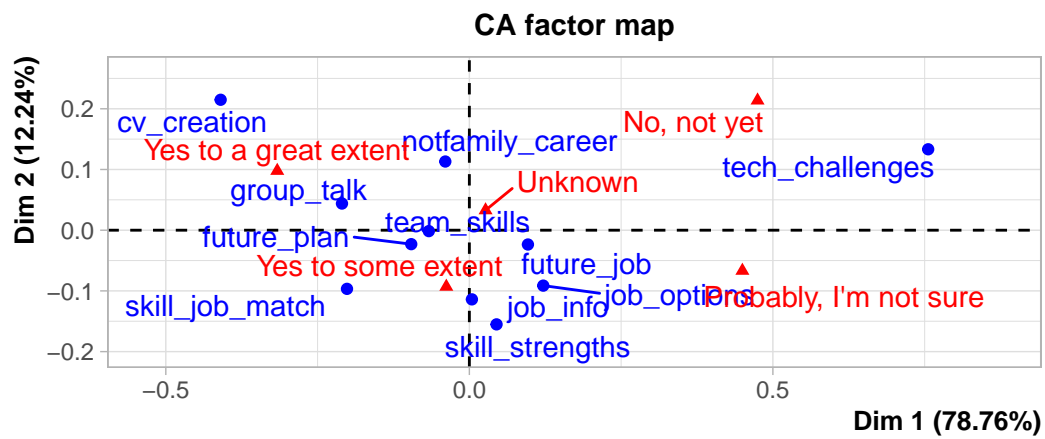 CA factor map
Dim 2 (12.24%)
0.2
0.1
0.0
−0.1
−0.2
cv_creation
No, not yet
notfamily_career
Yes to a great extent
tech_challenges
Unknown
group_talk
team_skills
future_plan
Yes to some extent
future_job
skill_job_match
job_info
job_options
Probably, I'm not sure
skill_strengths
−0.5
0.0
0.5
Dim 1 (78.76%)